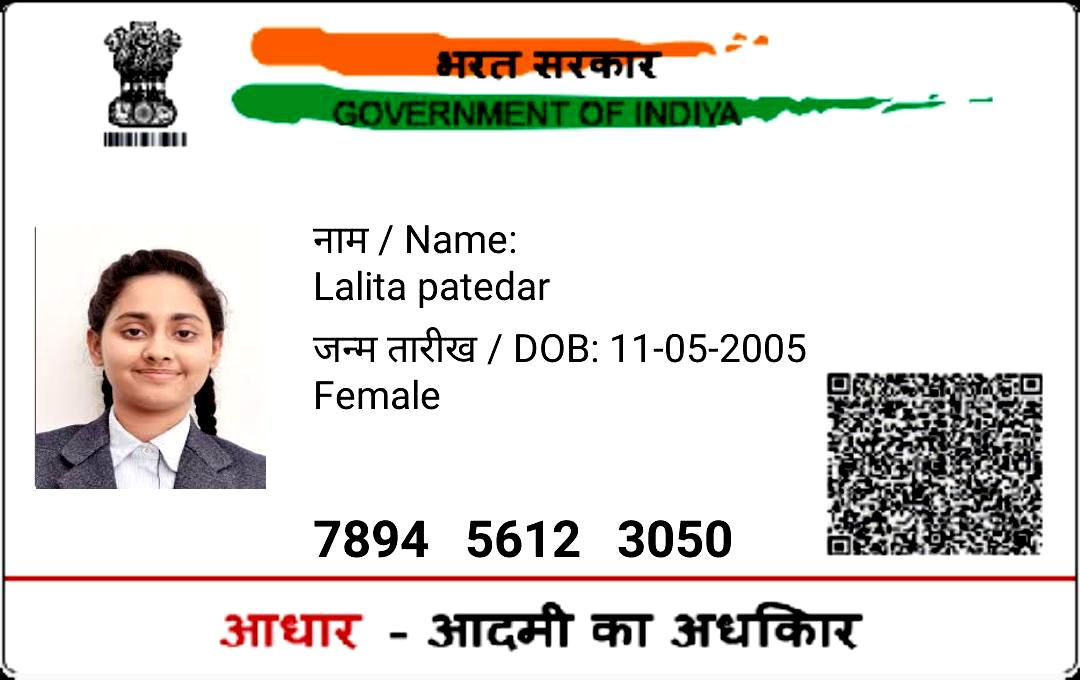 भरत सरकार
GOVERNMENT OF INDIYA
नाम / Name:
Lalita patedar
जन्म तारीख / DOB: 11-05-2005
Female
7894 5612 3050
आधार - आदमी का अधकिार